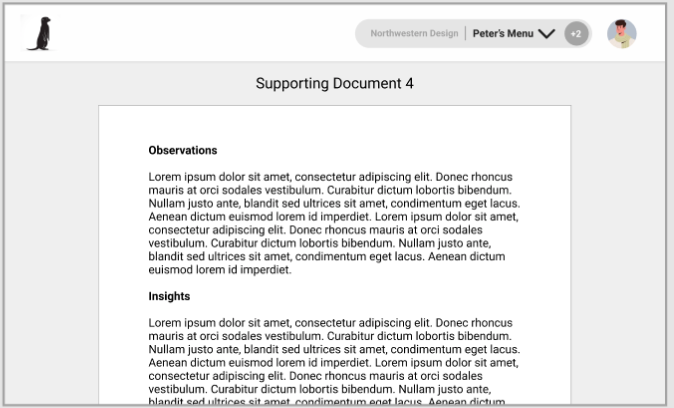 Northwestern Design | Peter's Menu +2
Supporting Document 4
Observations
Lorem ipsum dolor sit amet, consectetur adipiscing elit. Donec rhoncus
mauris at orci sodales vestibulum. Curabitur dictum lobortis bibendum.
Nullam justo ante, blandit sed ultrices sit amet, condimentum eget lacus.
Aenean dictum euismod lorem id imperdiet. Lorem ipsum dolor sit amet,
consectetur adipiscing elit. Donec rhoncus mauris at orci sodales
vestibulum. Curabitur dictum lobortis bibendum. Nullam justo ante,
blandit sed ultrices sit amet, condimentum eget lacus. Aenean dictum
euismod lorem id imperdiet.
Insights
Lorem ipsum dolor sit amet, consectetur adipiscing elit. Donec rhoncus
mauris at orci sodales vestibulum. Curabitur dictum lobortis bibendum.
Nullam justo ante, blandit sed ultrices sit amet, condimentum eget lacus.
Aenean dictum euismod lorem id imperdiet. Lorem ipsum dolor sit amet,
consectetur adipiscing elit. Donec rhoncus mauris at orci sodales
vestibulum. Curabitur dictum lobortis bibendum. Nullam justo ante,
blandit sed ultrices sit amet, condimentum eget lacus. Aenean dictum